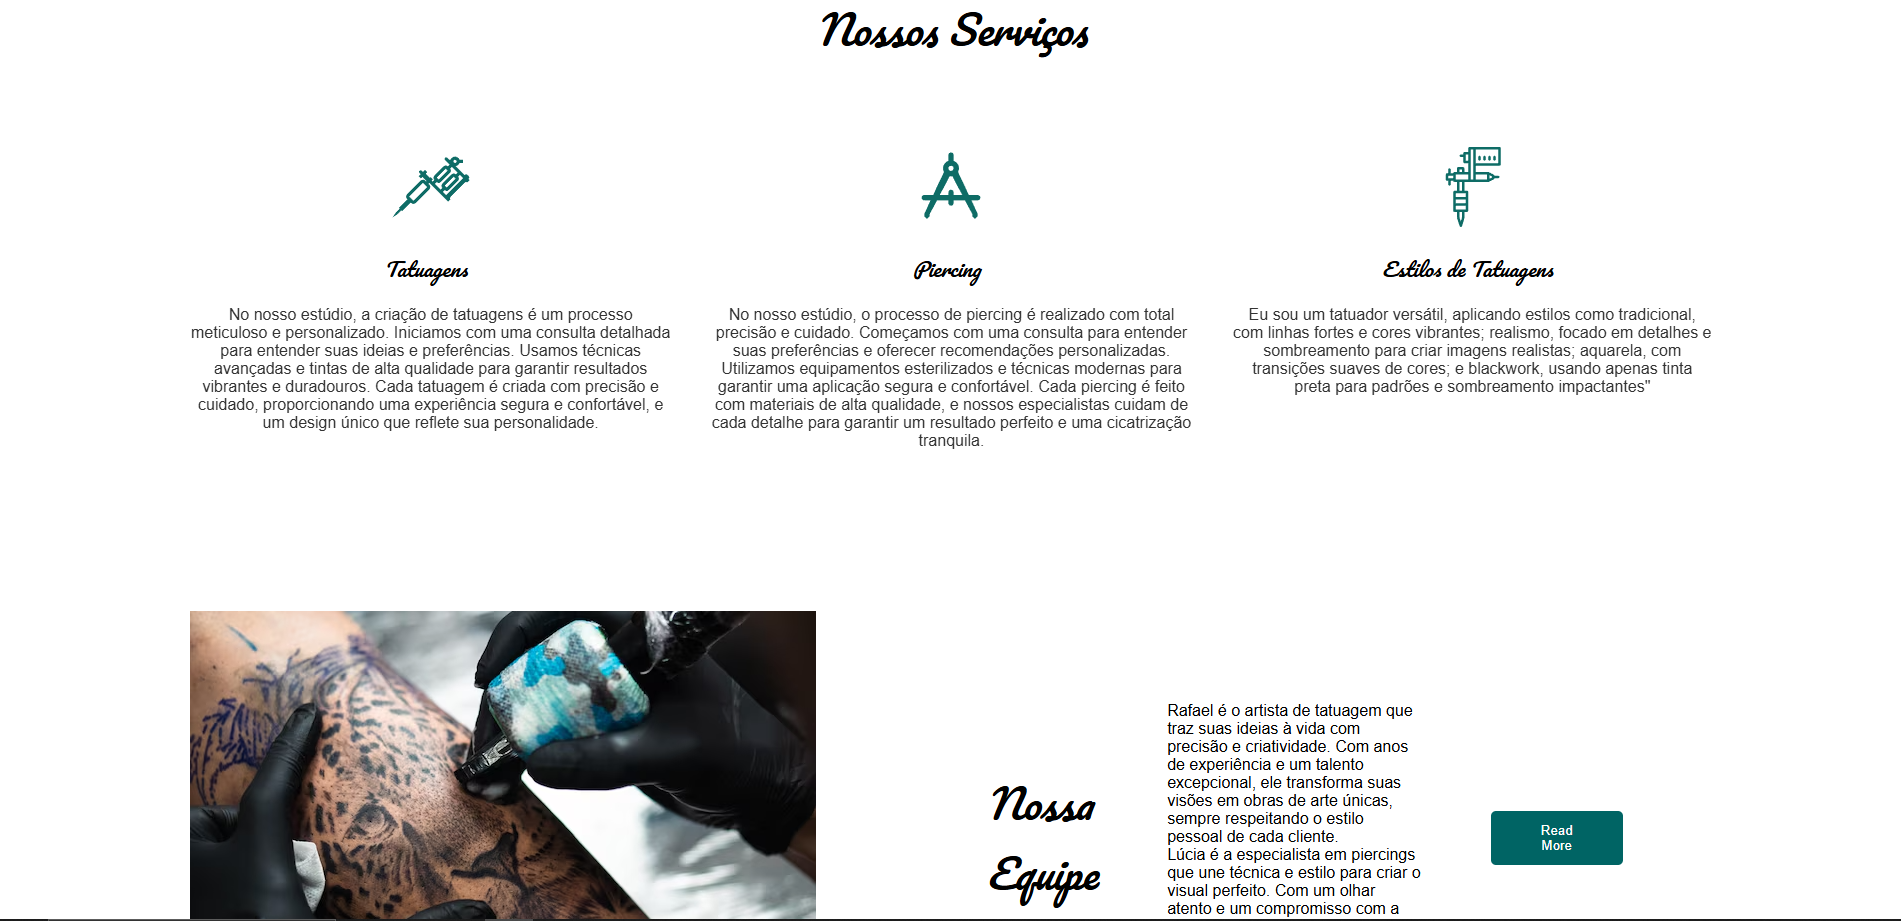 Nossos Serviços
Tatuagens
No nosso estúdio, a criação de tatuagens é um processo
meticuloso e personalizado. Iniciamos com uma consulta detalhada
para entender suas ideias e preferências. Usamos técnicas
avançadas e tintas de alta qualidade para garantir resultados
vibrantes e duradouros. Cada tatuagem é criada com precisão e
cuidado, proporcionando uma experiência segura e confortável, e
um design único que reflete sua personalidade.
Piercing
No nosso estúdio, o processo de piercing é realizado com total
precisão e cuidado. Começamos com uma consulta para entender
suas preferências e oferecer recomendações personalizadas.
Utilizamos equipamentos esterilizados e técnicas modernas para
garantir uma aplicação segura e confortável. Cada piercing é feito
com materiais de alta qualidade, e nossos especialistas cuidam de
cada detalhe para garantir um resultado perfeito e uma cicatrização
tranquila.
Estilos de Tatuagens
Eu sou um tatuador versátil, aplicando estilos como tradicional,
com linhas fortes e cores vibrantes; realismo, focado em detalhes e
sombreamento para criar imagens realistas; aquarela, com
transições suaves de cores; e blackwork, usando apenas tinta
preta para padrões e sombreamento impactantes"
Nossa
Equipe
Rafael é o artista de tatuagem que
traz suas ideias à vida com
precisão e criatividade. Com anos
de experiência e um talento
excepcional, ele transforma suas
visões em obras de arte únicas,
sempre respeitando o estilo
pessoal de cada cliente.
Lúcia é a especialista em piercings
que une técnica e estilo para criar o
visual perfeito. Com um olhar
atento e um compromisso com a
Read
More